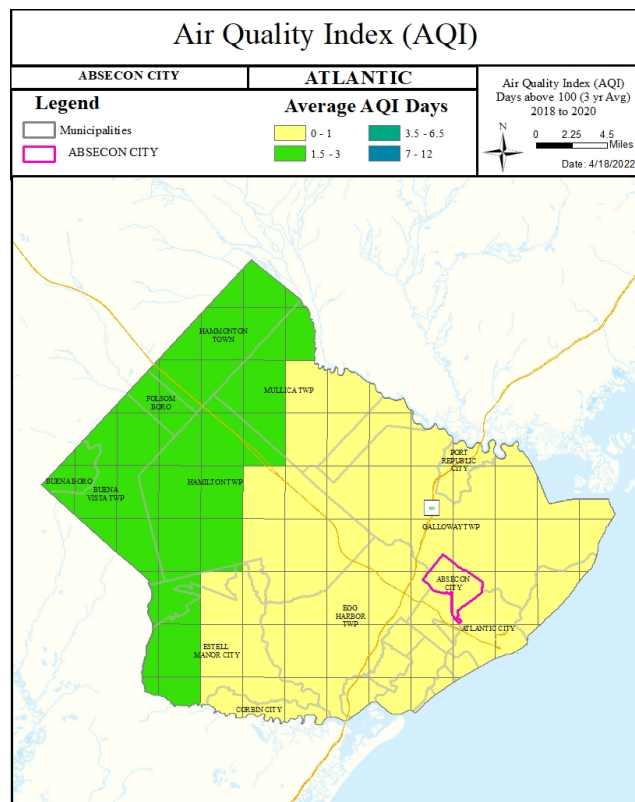 Air Quality Index (AQI)
ABSECON CITY
ATLANTIC
Legend
Municipalities
ABSECON CITY
Average AQI Days
0 - 1
1.5 - 3
3.5 - 6.5
7 - 12
Air Quality Index (AQI)
Days above 100 (3 yr Avg)
2018 to 2020
N
0 2.25 4.5
Miles
Date: 4/18/2022
HAMMONTON
TOWN
MULLICA TWP
FOLSOM
BORO
PORT
REPUBLIC
CITY
BUENA BORO
BUENA
VISTA TWP
HAMILTON TWP
GALLOWAY TWP
ABSECON
CITY
EGG
HARBOR
TWP
ATLANTIC CITY
ESTELL
MANOR CITY
CORBIN CITY